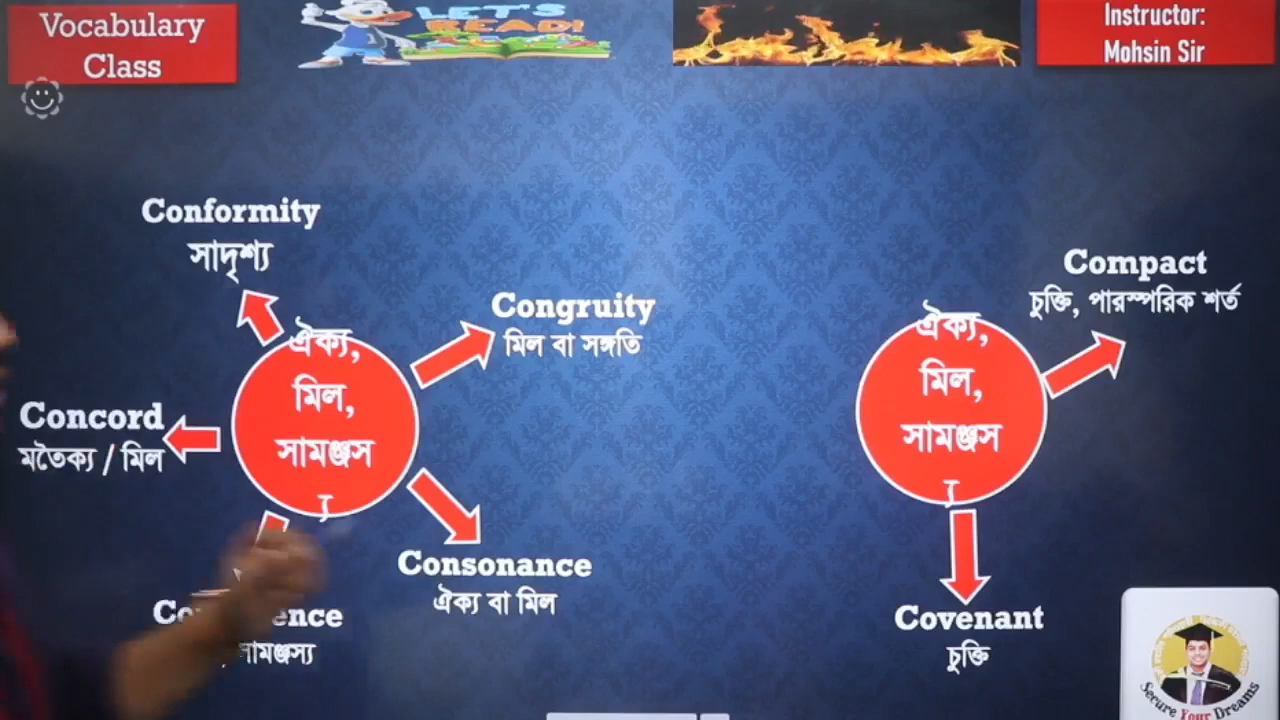 Vocabulary
Class
LET'S
READ!
Instructor:
Mohsin Sir
Conformity
সাদৃশ্য
Congruity
মিল বা সঙ্গতি
Concord
মতৈক্য / মিল
ঐক্য,
মিল,
সামঞ্জস
্য
Consonance
ঐক্য বা মিল
সামঞ্জস্য
Compact
চুক্তি, পারস্পরিক শর্ত
ঐক্য,
মিল,
সামঞ্জস
্য
Covenant
চুক্তি
Secure Your Dreams